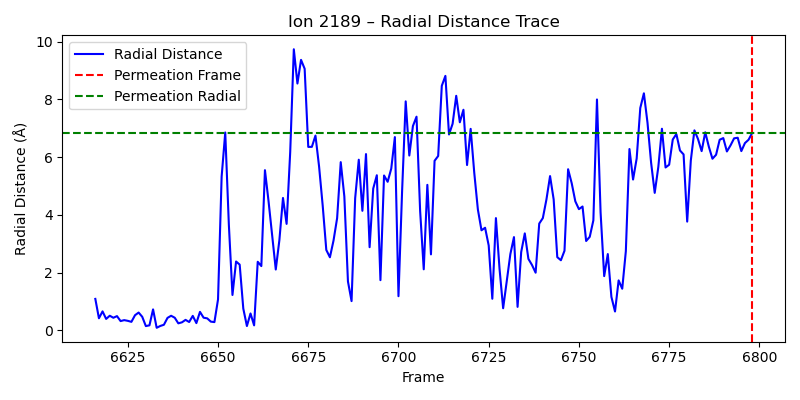 Ion 2189 – Radial Distance Trace
Radial Distance
Permeation Frame
Permeation Radial
Radial Distance (Å)
10
8
6
4
2
0
6625 6650 6675 6700 6725 6750 6775 6800
Frame